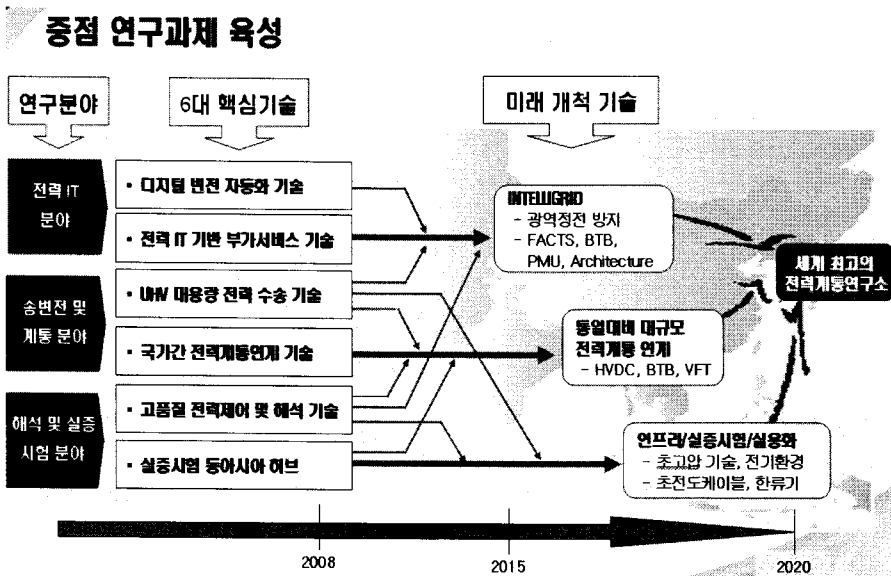 중점 연구과제 육성
연구분야
6대 핵심기술
미래 개척 기술
전력 IT
분야
송변전 및
계통 분야
해석 및 실증
시험 분야
• 디지털 변전 자동화 기술
• 전력 IT 기반 부가서비스 기술
• UHV 대용량 전력 수송 기술
• 국가간 전력계통연계 기술
• 고품질 전력제어 및 해석 기술
• 실증시험 동아시아 허브
INTELLIGRID
- 광역정전 방지
- FACTS, BTB,
PMU, Architecture
통일대비 대규모
전력계통 연계
- HVDC, BTB, VFT
인프라/실증시험/실용화
- 초고압 기술, 전기환경
- 초전도케이블, 한류기
세계 최고의
전력계통연구소
2008
2015
2020